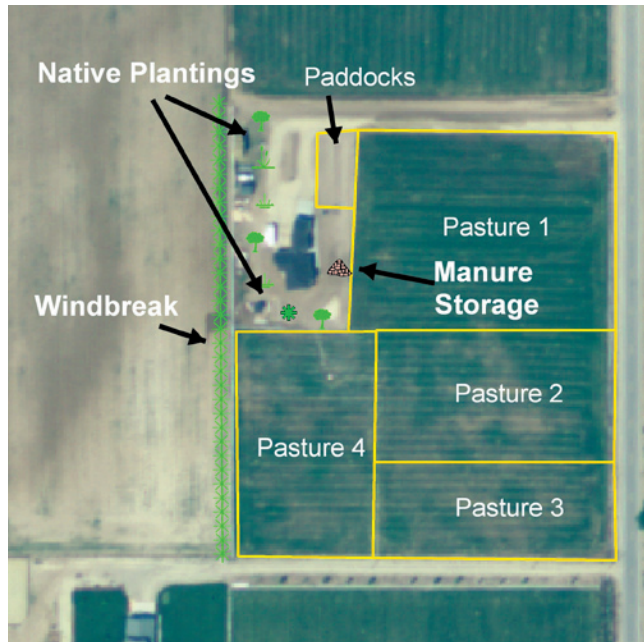 Native Plantings
Paddocks
Pasture 1
Manure
Storage
Windbreak
Pasture 2
Pasture 4
Pasture 3